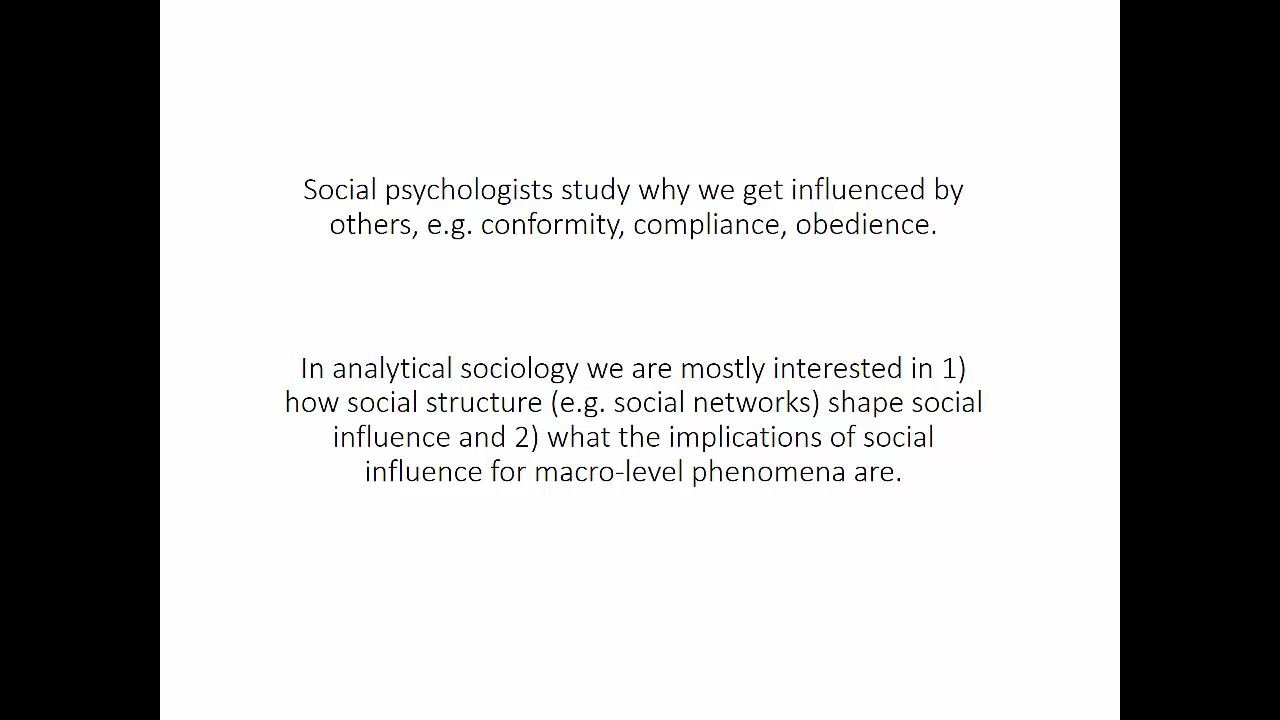 Social psychologists study why we get influenced by
others, e.g. conformity, compliance, obedience.
In analytical sociology we are mostly interested in 1)
how social structure (e.g. social networks) shape social
influence and 2) what the implications of social
influence for macro-level phenomena are.